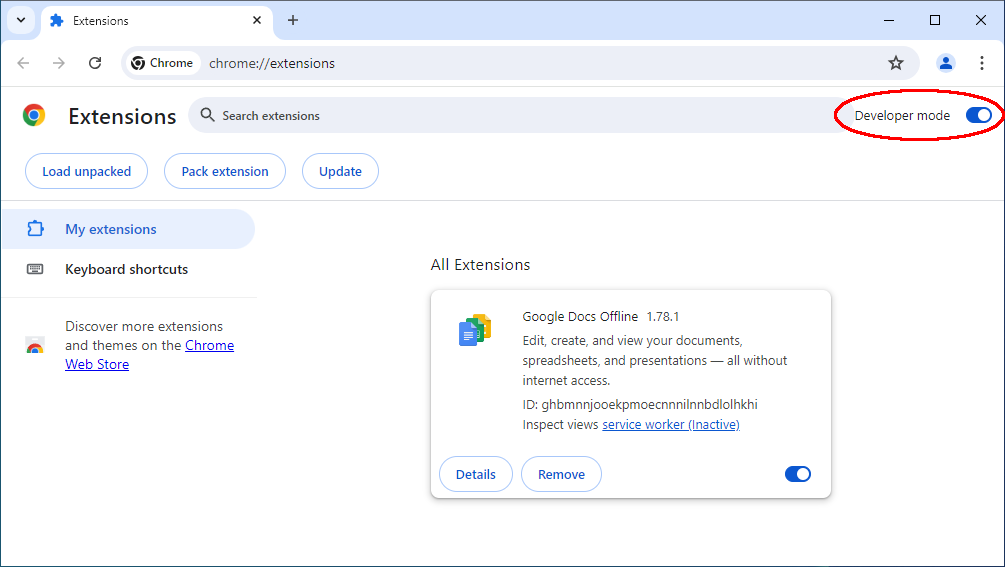 Extensions
Chrome
chrome://extensions
Extensions
Search extensions
Developer mode
Load unpacked
Pack extension
Update
My extensions
Keyboard shortcuts
Discover more extensions
and themes on the Chrome
Web Store
All Extensions
Google Docs Offline 1.78.1
Edit, create, and view your documents,
spreadsheets, and presentations — all without
internet access.
ID: ghbmnnjooekpmoecnnnilnnbdlolhkhi
Inspect views service worker (Inactive)
Details
Remove